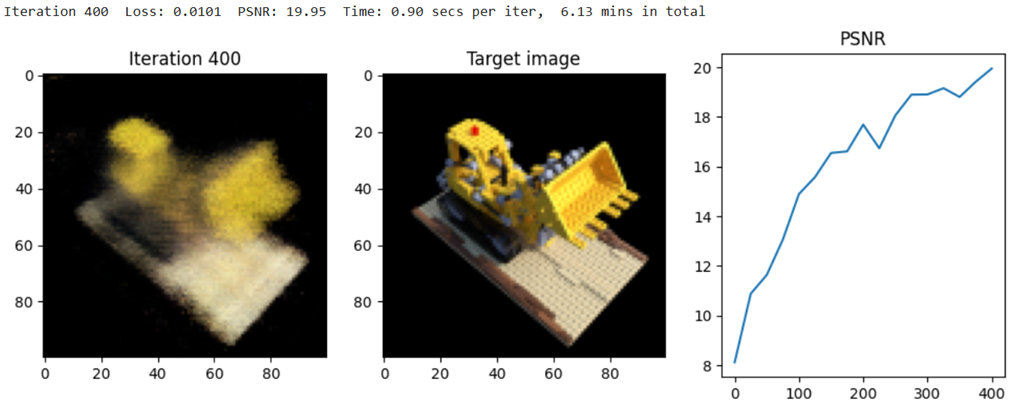 Iteration 400  Loss: 0.0101  PSNR: 19.95  Time: 0.90 secs per iter,  6.13 mins in total
Iteration 400
0
20
40
60
80
0 20 40 60 80
Target image
0
20
40
60
80
0 20 40 60 80
PSNR
20
18
16
14
12
10
8
0 100 200 300 400